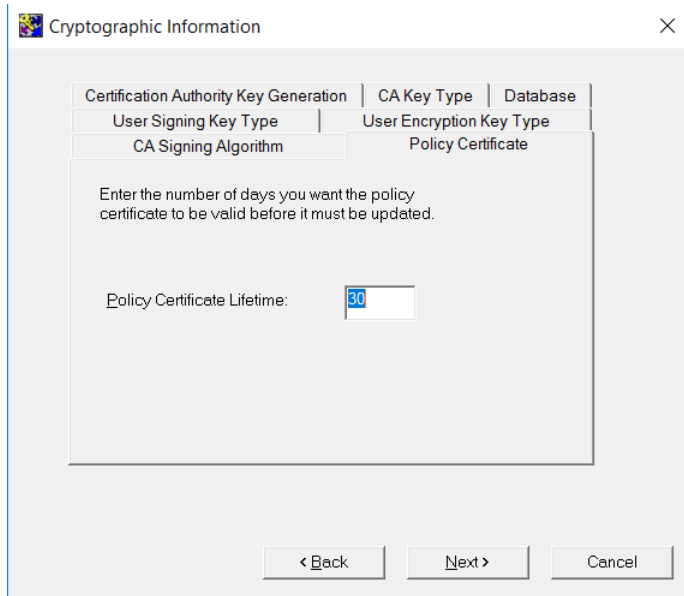 Cryptographic Information
Certification Authority Key Generation
CA Key Type
Database
User Signing Key Type
User Encryption Key Type
CA Signing Algorithm
Policy Certificate
Enter the number of days you want the policy
certificate to be valid before it must be updated.
Policy Certificate Lifetime:
30
< Back
Next >
Cancel